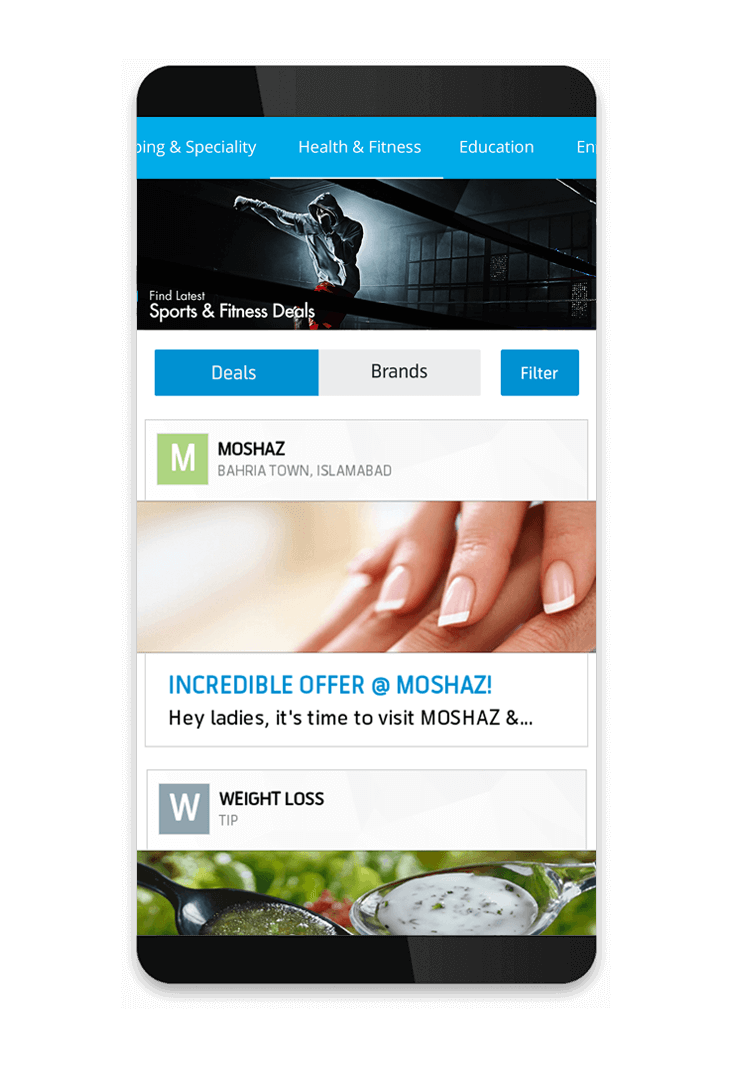 ping & Speciality Health & Fitness Education En
Find Latest
Sports & Fitness Deals
Deals Brands Filter
M MOSHAZ
BAHRIA TOWN, ISLAMABAD
INCREDIBLE OFFER @ MOSHAZ!
Hey ladies, it's time to visit MOSHAZ &...
W WEIGHT LOSS
TIP